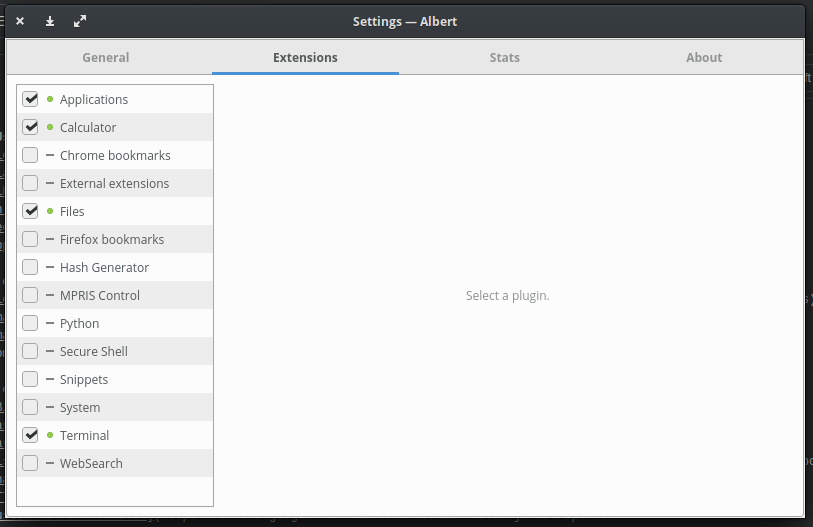 Settings — Albert
General Extensions Stats About
Applications
Calculator
Chrome bookmarks
External extensions
Files
Firefox bookmarks
Hash Generator
MPRIS Control
Select a plugin.
Python
Secure Shell
Snippets
System
Terminal
WebSearch